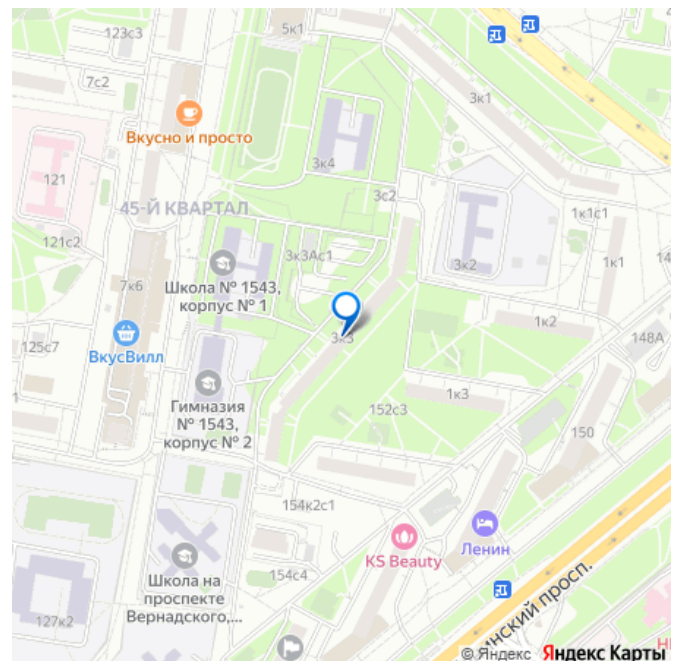 123с3
5к1
7с2
3к1
Вкусно и просто
3к4
121
3с2
45-Й КВАРТАЛ
1к1с1
121с2
3к3Ас1
3к2
1к1
7к6
Школа № 1543,
корпус № 1
1к2
148А
3к3
125с7
ВкусВилл
Гимназия
№ 1543,
корпус № 2
1к3
152с3
150
154к2с1
KS Beauty
Ленин
154с4
Школа на
проспекте
Вернадского,...
127к2
инский просп.
© Яндекс Яндекс Карты